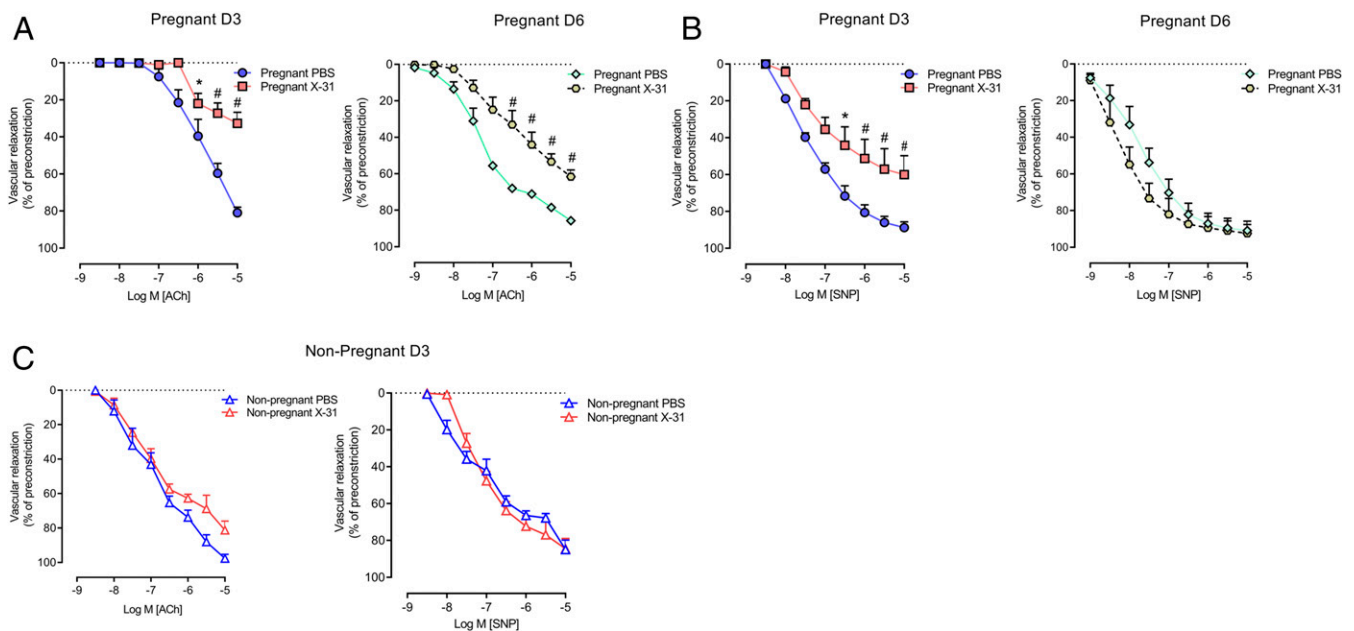 A
Pregnant D3
Vascular relaxation
(% of preconstriction)
0
20
40
60
80
100
-9
-8
-7
-6
-5
Log M [ACh]
*
#
#
Pregnant PBS
Pregnant X-31
Pregnant D6
Vascular relaxation
(% of preconstriction)
0
20
40
60
80
100
-9
-8
-7
-6
-5
Log M [ACh]
#
#
#
#
Pregnant PBS
Pregnant X-31
B
Pregnant D3
Vascular relaxation
(% of preconstriction)
0
20
40
60
80
100
-9
-8
-7
-6
-5
Log M [SNP]
*
#
#
#
Pregnant PBS
Pregnant X-31
Pregnant D6
Vascular relaxation
(% of preconstriction)
0
20
40
60
80
100
-9
-8
-7
-6
-5
Log M [SNP]
Pregnant PBS
Pregnant X-31
C
Non-Pregnant D3
Vascular relaxation
(% of preconstriction)
0
20
40
60
80
100
-9
-8
-7
-6
-5
Log M [ACh]
Non-pregnant PBS
Non-pregnant X-31
Vascular relaxation
(% of preconstriction)
0
20
40
60
80
100
-9
-8
-7
-6
-5
Log M [SNP]
Non-pregnant PBS
Non-pregnant X-31